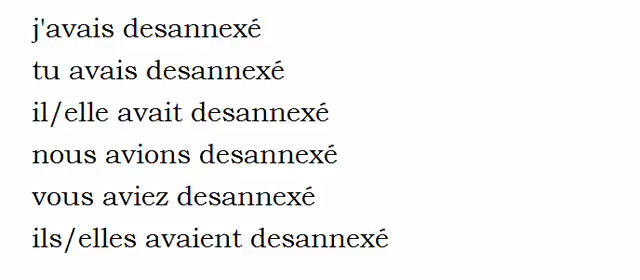 j'avais desannexé
tu avais desannexé
il/elle avait desannexé
nous avions desannexé
vous aviez desannexé
ils/elles avaient desannexé